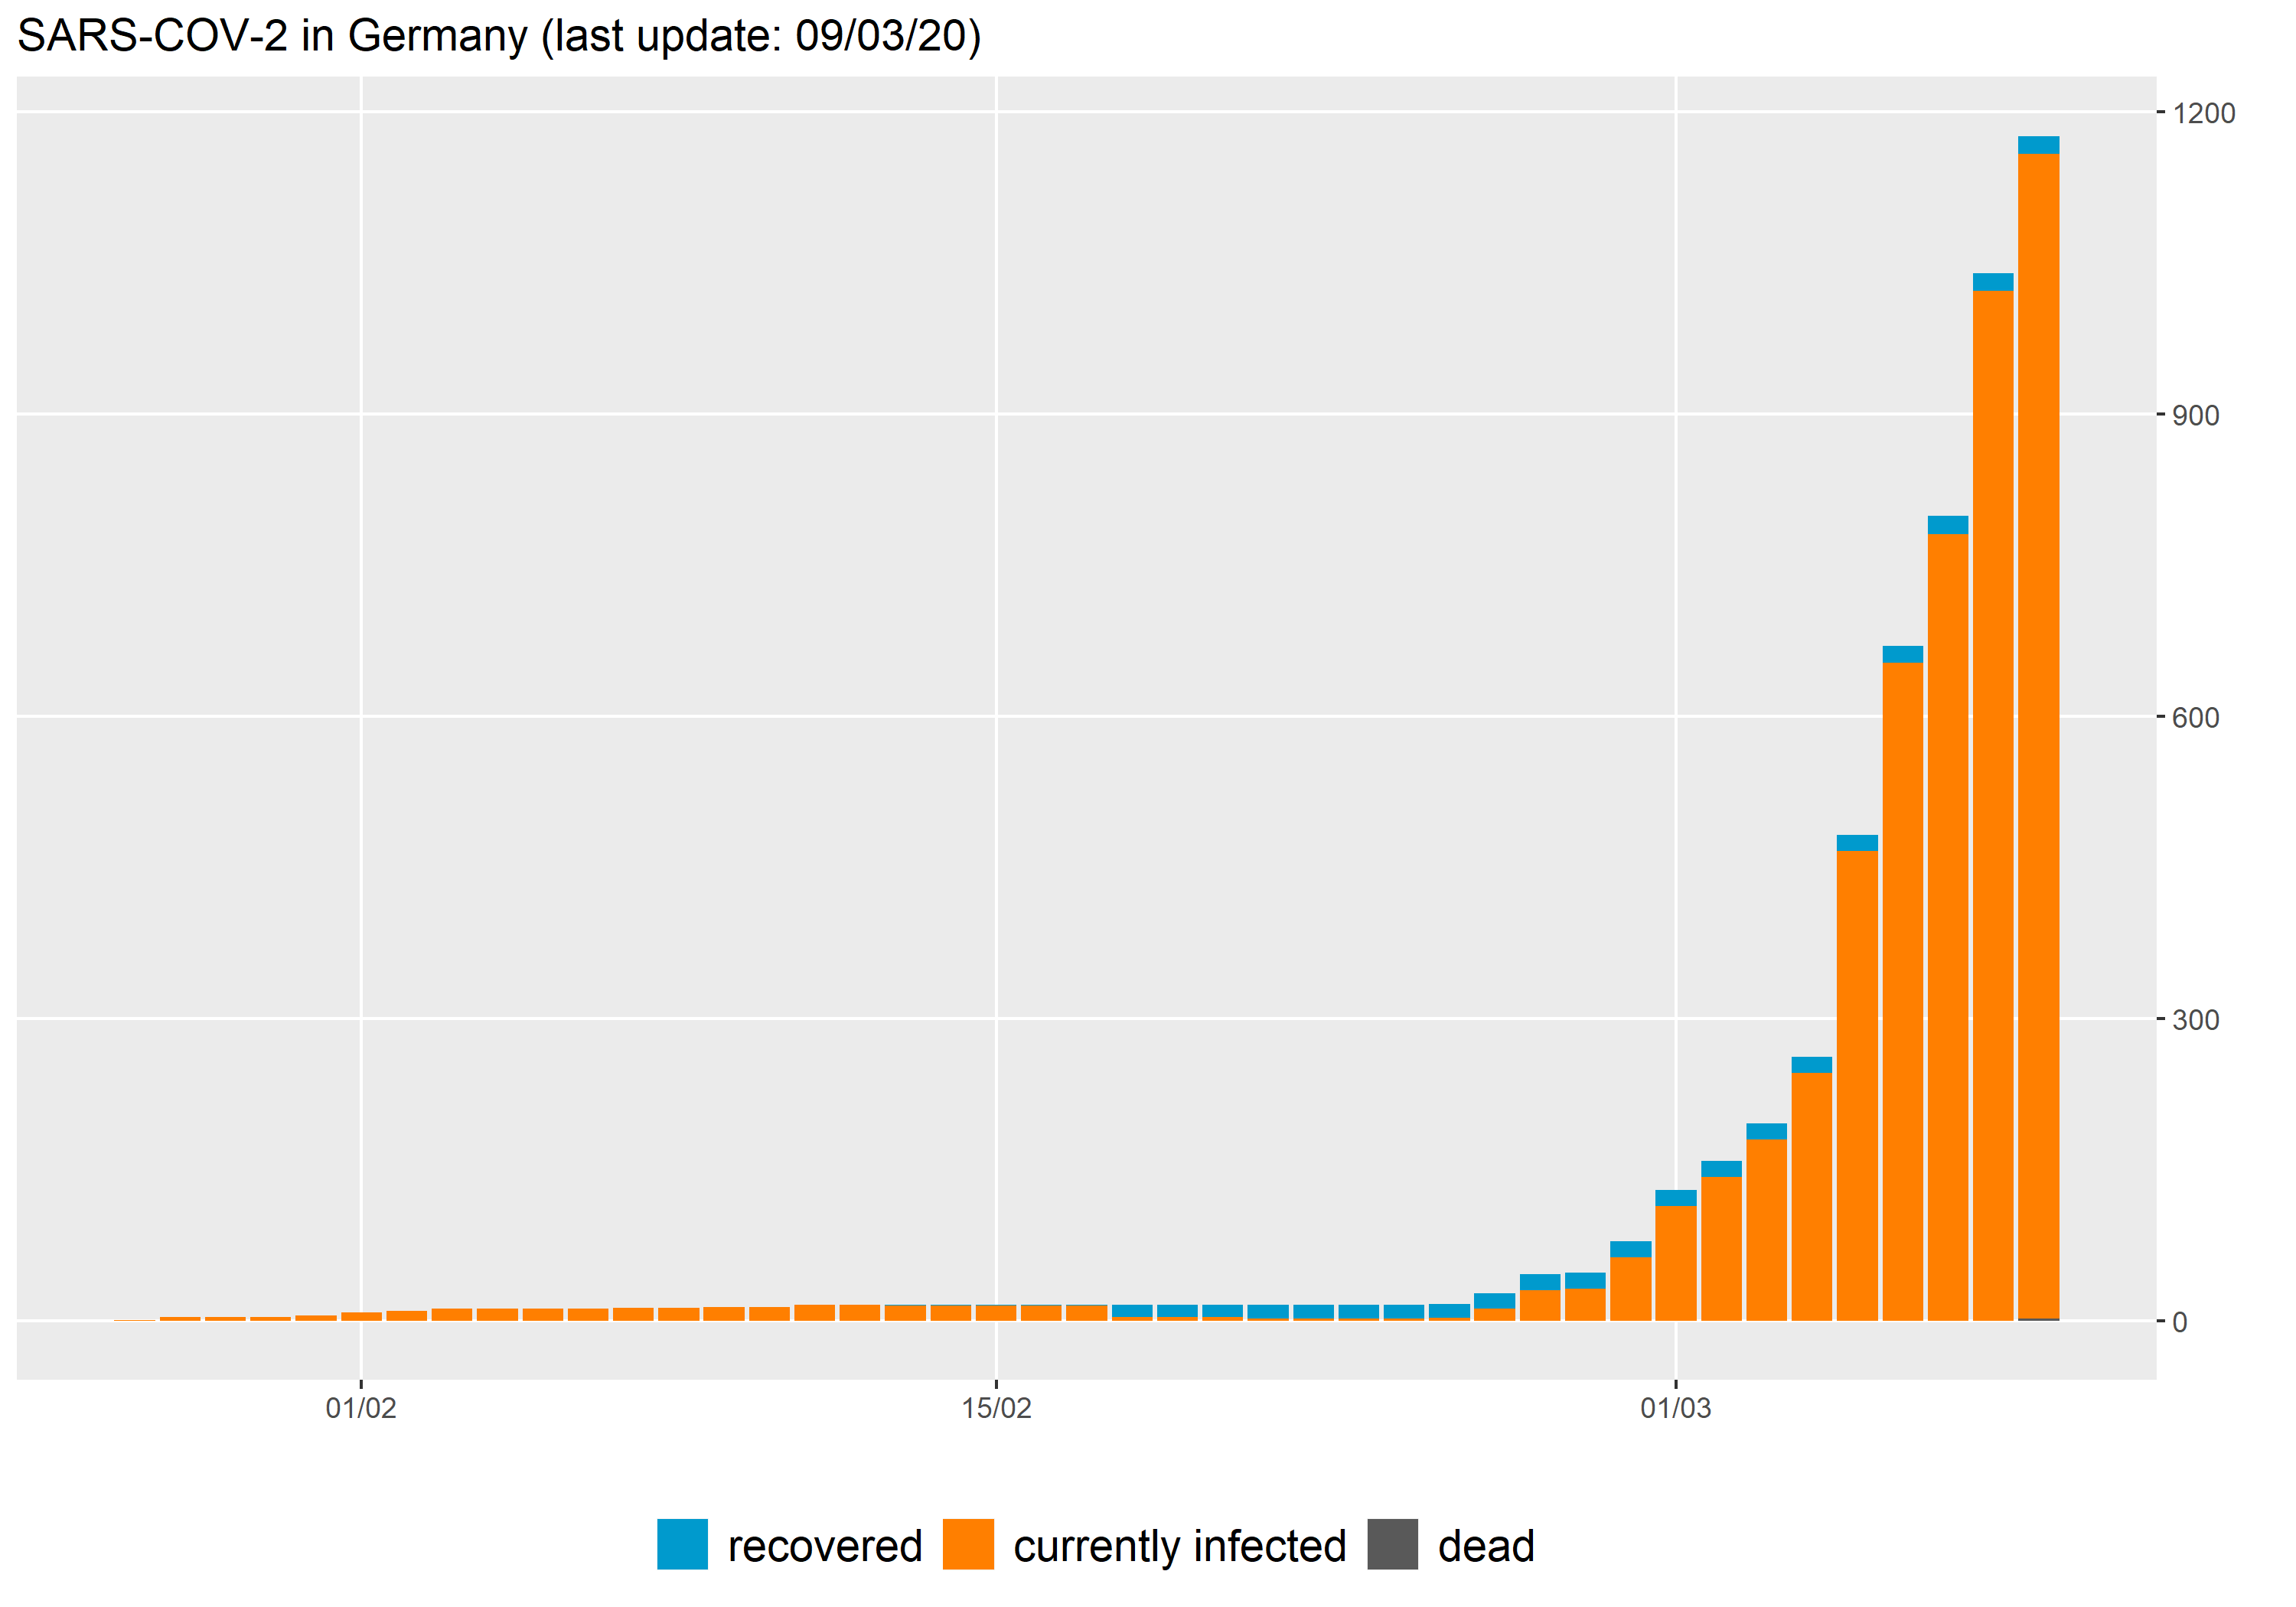 SARS-COV-2 in Germany (last update: 09/03/20)
1200
900
600
300
0
01/02 15/02 01/03
recovered currently infected dead